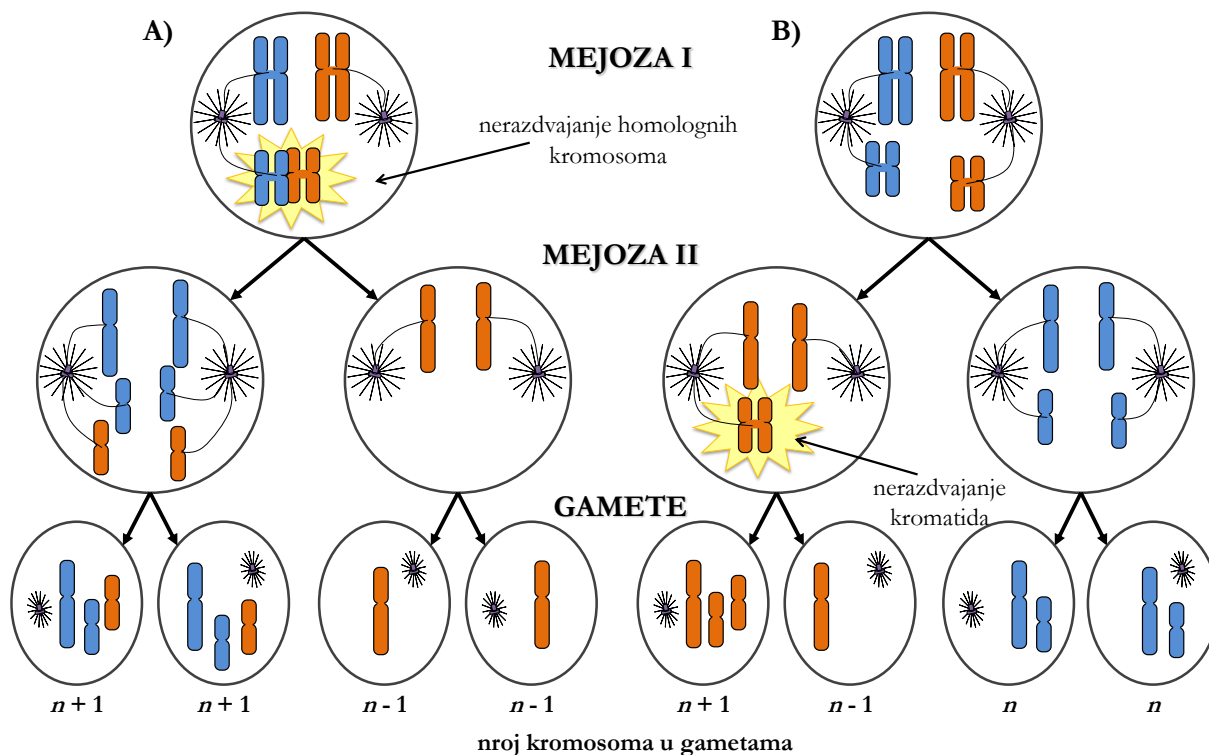 A)
B)
MEJOZA I
nerazdvajanje homolognih
kromosoma
MEJOZA II
nerazdvajanje
kromatida
GAMETE
n + 1
n + 1
n - 1
n - 1
n + 1
n - 1
n
n
nroj kromosoma u gametama